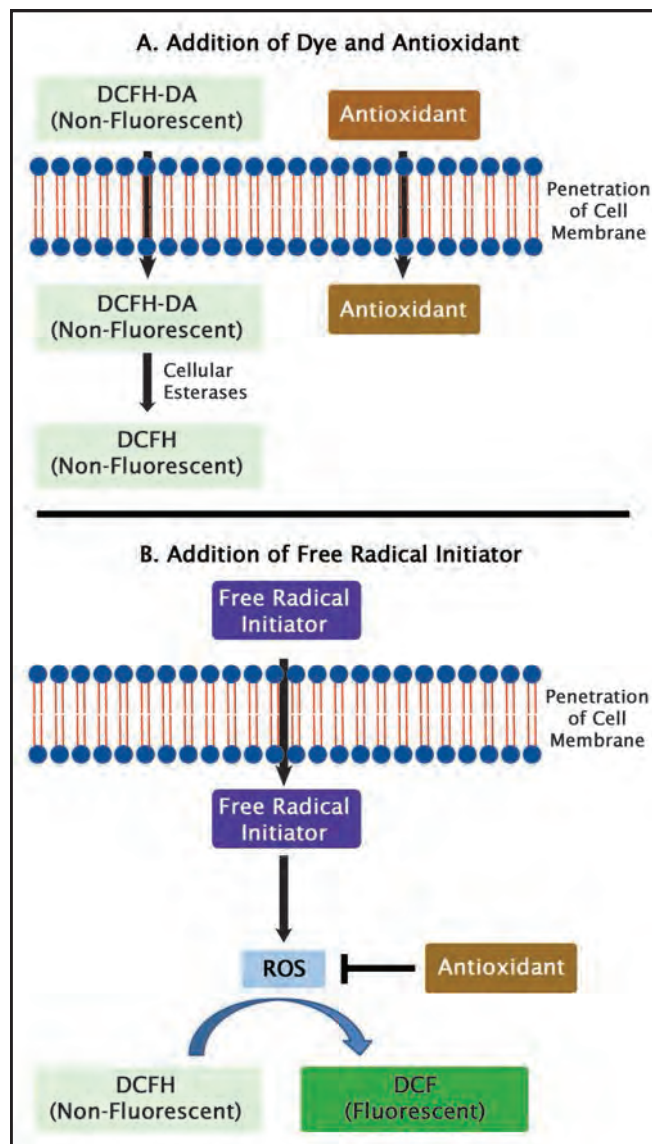 A. Addition of Dye and Antioxidant
DCFH-DA
(Non-Fluorescent)
Antioxidant
Penetration
of Cell
Membrane
DCFH-DA
(Non-Fluorescent)
Antioxidant
Cellular
Esterases
DCFH
(Non-Fluorescent)
B. Addition of Free Radical Initiator
Free Radical
Initiator
Penetration
of Cell
Membrane
Free Radical
Initiator
ROS
Antioxidant
DCFH
(Non-Fluorescent)
DCF
(Fluorescent)